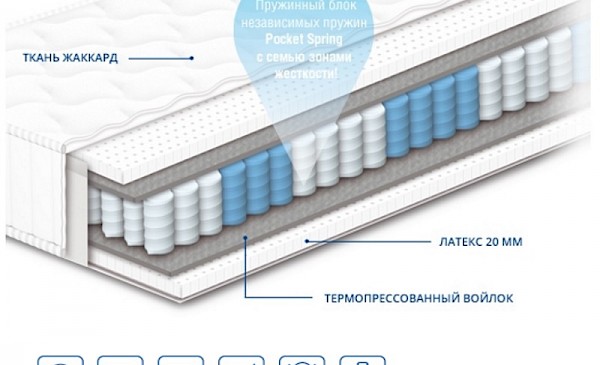 Пружинный блок
независимых пружин
Pocket Spring
с семью зонами
жесткости!
ТКАНЬ ЖАККАРД
ЛАТЕКС 20 ММ
ТЕРМОПРЕССОВАННЫЙ ВОЙЛОК